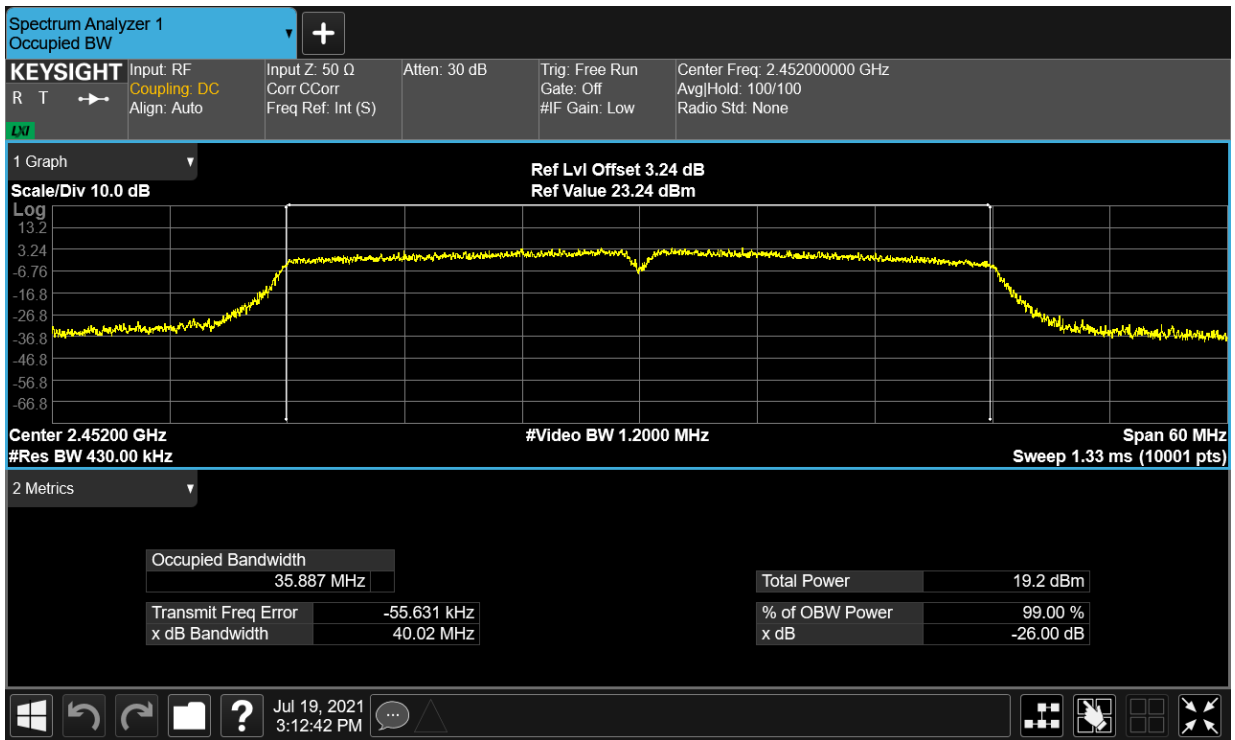 Spectrum Analyzer 1
Occupied BW
KEYSIGHT
R T
LXI
Input: RF
Coupling: DC
Align: Auto
Input Z: 50 Ω
Corr CCorr
Freq Ref: Int (S)
Atten: 30 dB
Trig: Free Run
Gate: Off
#IF Gain: Low
Center Freq: 2.452000000 GHz
Avg|Hold: 100/100
Radio Std: None
1 Graph
Scale/Div 10.0 dB
Ref Lvl Offset 3.24 dB
Ref Value 23.24 dBm
Log
13.2
3.24
-6.76
-16.8
-26.8
-36.8
-46.8
-56.8
-66.8
Center 2.45200 GHz
#Res BW 430.00 kHz
#Video BW 1.2000 MHz
Span 60 MHz
Sweep 1.33 ms (10001 pts)
2 Metrics
Occupied Bandwidth
35.887 MHz
Transmit Freq Error -55.631 kHz
x dB Bandwidth 40.02 MHz
Total Power 19.2 dBm
% of OBW Power 99.00 %
x dB -26.00 dB
?
Jul 19, 2021
3:12:42 PM